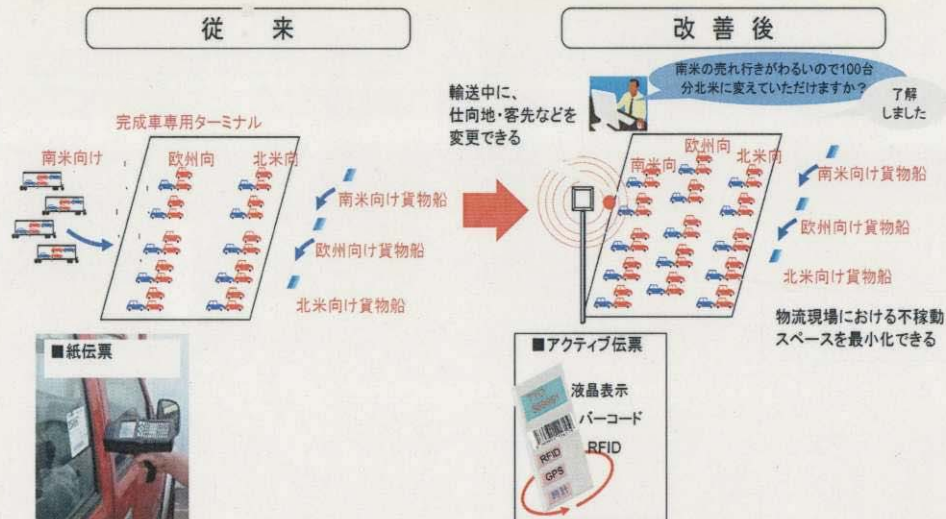 従 来
改 善 後
南米の売れ行きがわるいので100台
分北米に変えていただけますか?
了解
しました
輸送中に、
仕向地・客先などを
変更できる
完成車専用ターミナル
南米向け
欧州向
北米向
南米向け貨物船
欧州向け貨物船
北米向け貨物船
南米向
欧州向
北米向
南米向け貨物船
欧州向け貨物船
北米向け貨物船
物流現場における不稼動
スペースを最小化できる
■紙伝票
■アクティブ伝票
液晶表示
バーコード
RFID
RFID
GPS